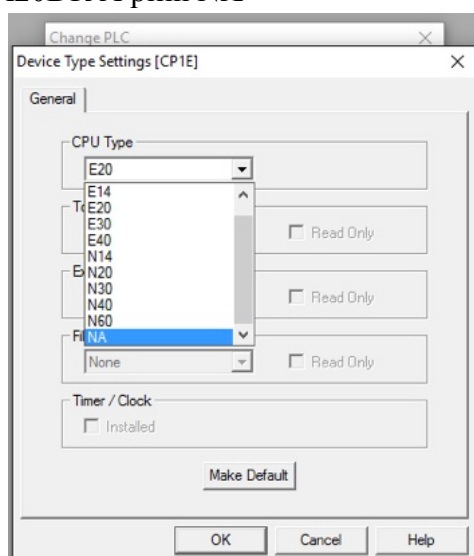 Change PLC
Device Type Settings [CP1E]
General
CPU Type
E20
E14
E20
E30
E40
N14
N20
N30
N40
N60
NA
Read Only
Read Only
None
Read Only
Timer / Clock
Installed
Make Default
OK
Cancel
Help